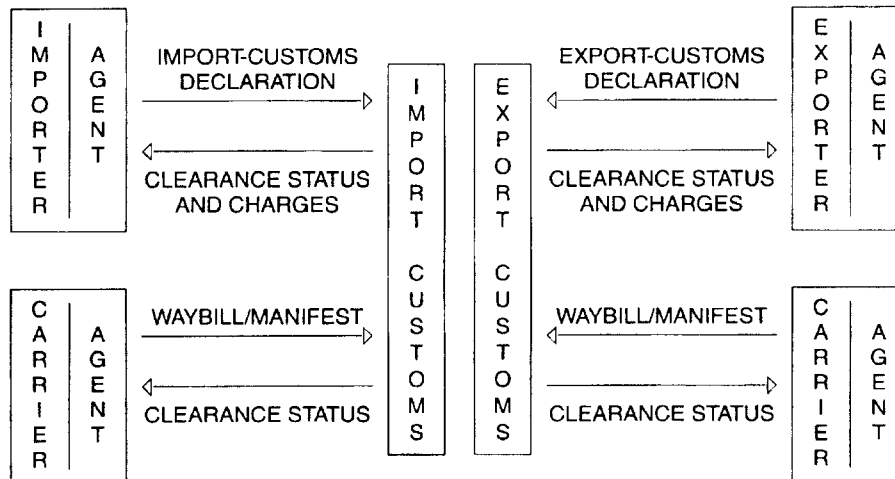 IMPORTER
AGENT
IMPORT-CUSTOMS
DECLARATION
CLEARANCE STATUS
AND CHARGES
IMPORT CUSTOMS
EXPORT CUSTOMS
EXPORT-CUSTOMS
DECLARATION
CLEARANCE STATUS
AND CHARGES
EXPORTER
AGENT
CARRIER
AGENT
WAYBILL/MANIFEST
CLEARANCE STATUS
WAYBILL/MANIFEST
CLEARANCE STATUS
CARRIER
AGENT